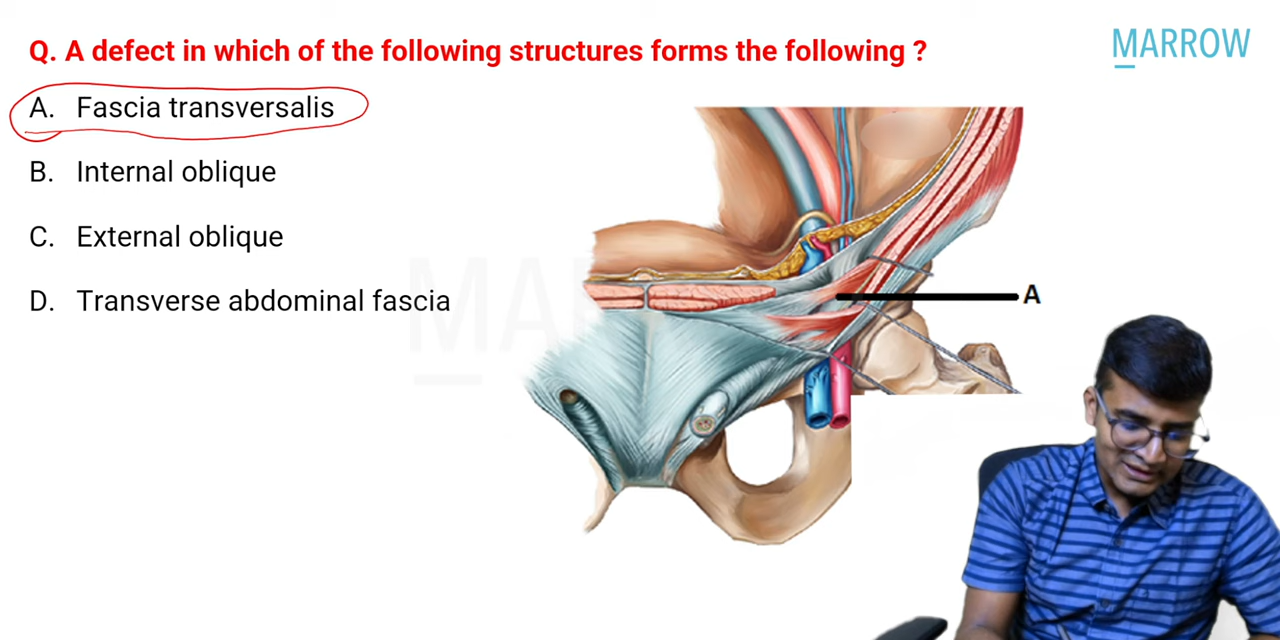 Q. A defect in which of the following structures forms the following ?
MARROW
A. Fascia transversalis
B. Internal oblique
C. External oblique
D. Transverse abdominal fascia
A
MARROW